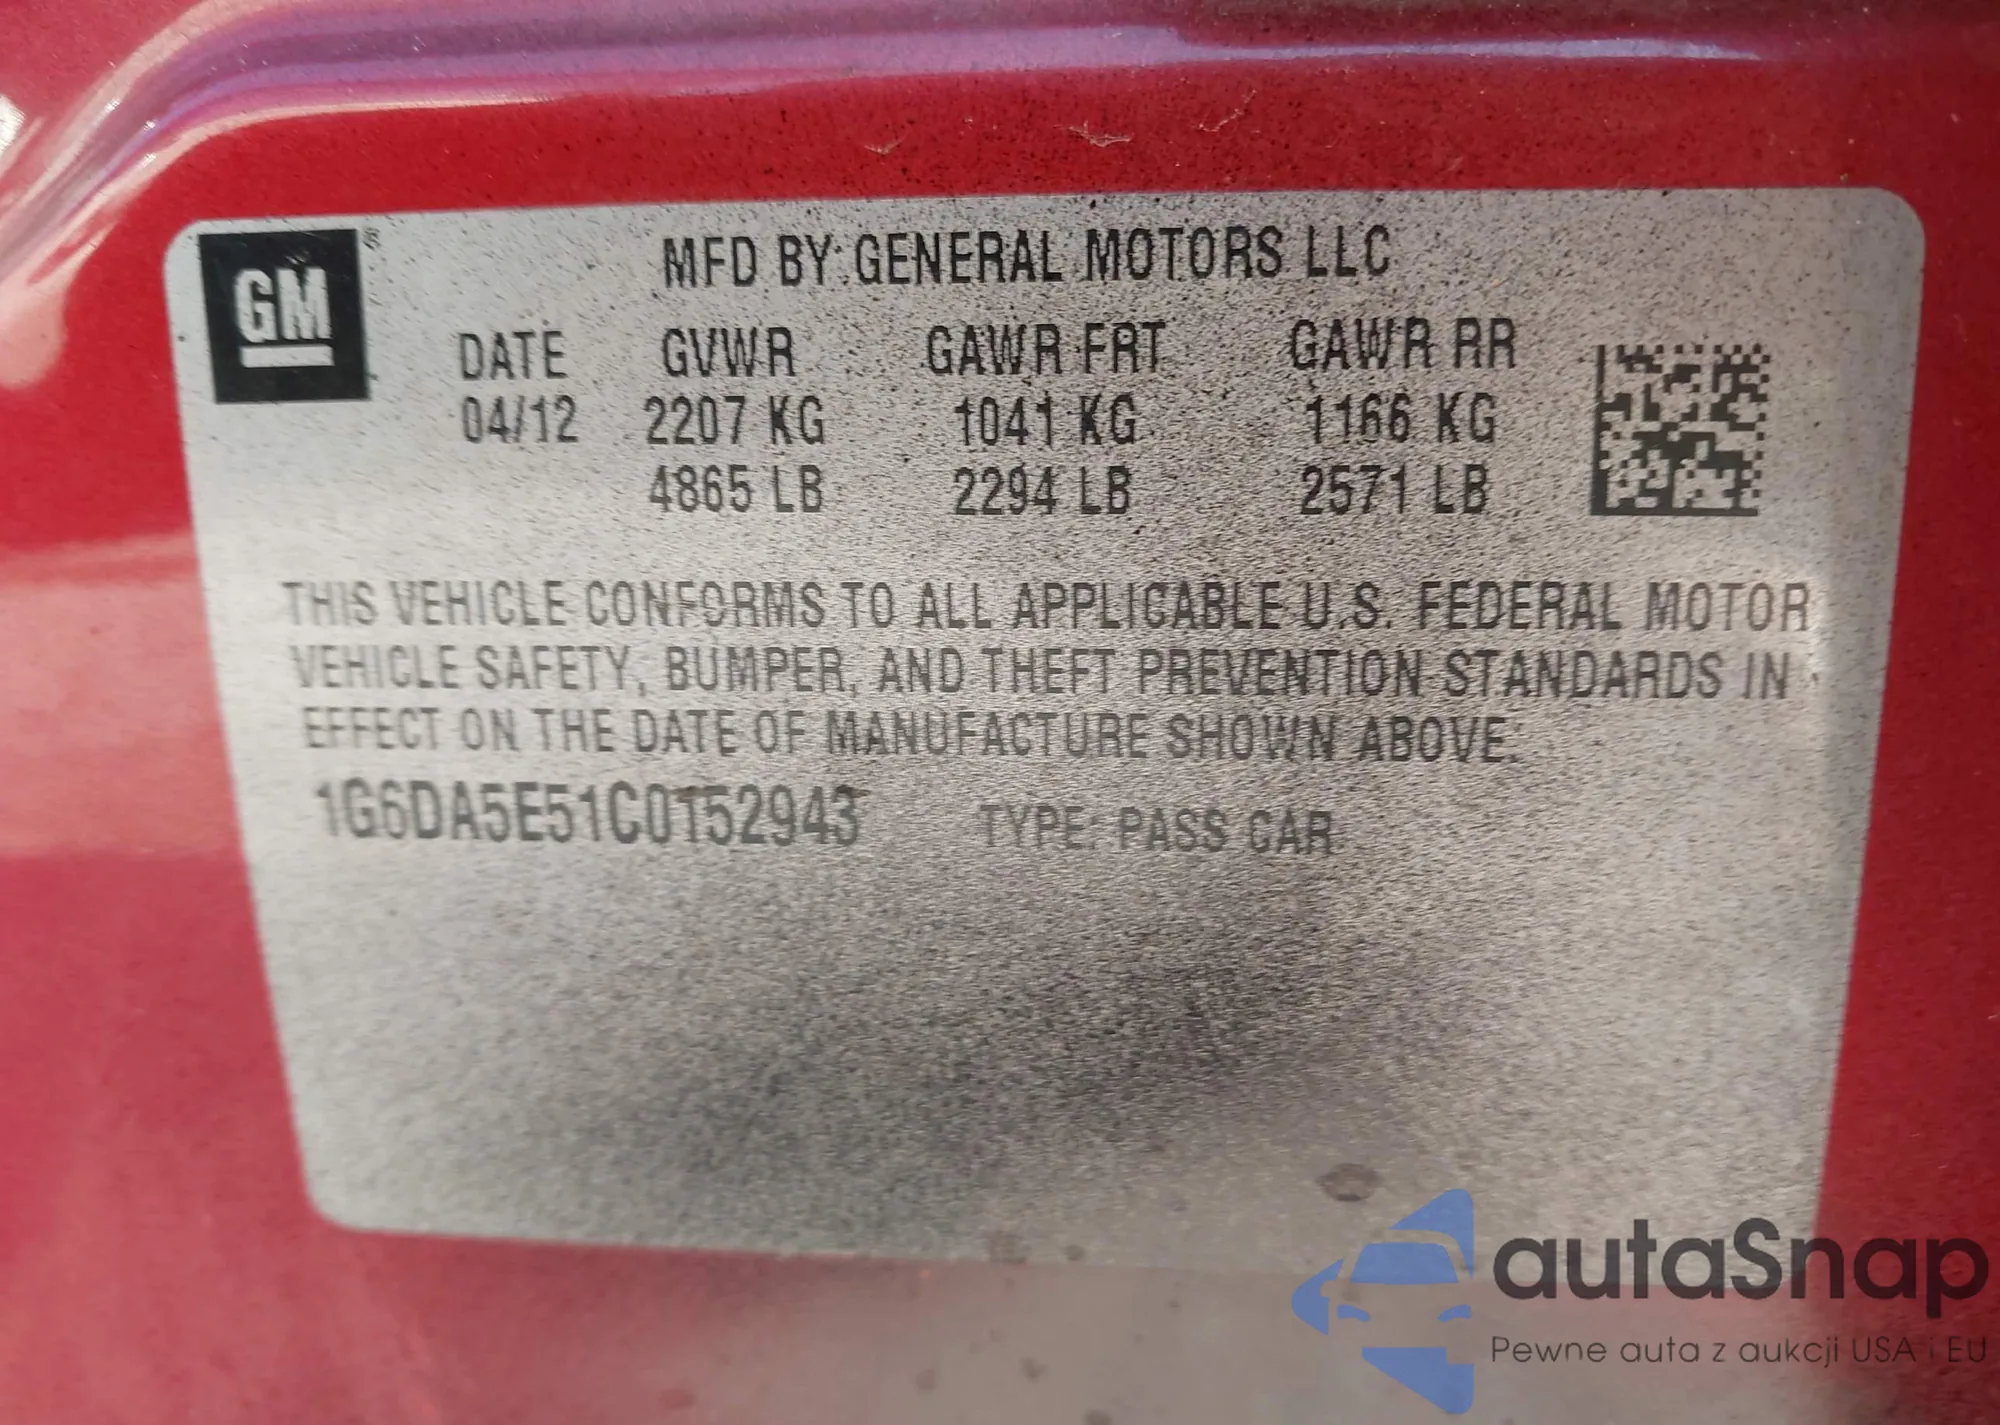 GM ®
MFD BY GENERAL MOTORS LLC
DATE GVWR GAWR FRT GAWR RR
04/12 2207 KG 1041 KG 1166 KG
4865 LB 2294 LB 2571 LB
THIS VEHICLE CONFORMS TO ALL APPLICABLE U.S. FEDERAL MOTOR
VEHICLE SAFETY, BUMPER, AND THEFT PREVENTION STANDARDS IN
EFFECT ON THE DATE OF MANUFACTURE SHOWN ABOVE.
1G6DA5E51C0152943 TYPE: PASS CAR
autaSnap
Pewne auta z aukcji USA i EU